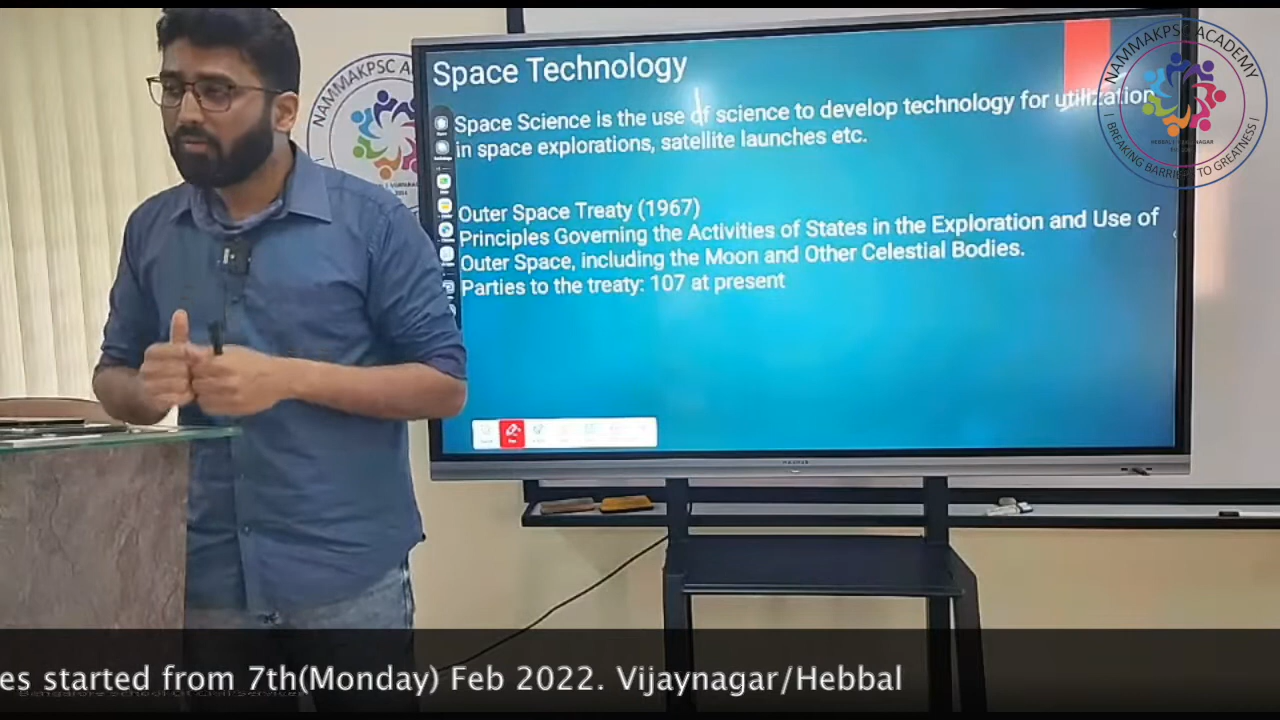 Space Technology
Space Science is the use of science to develop technology for utilization
in space explorations, satellite launches etc.
Outer Space Treaty (1967)
Principles Governing the Activities of States in the Exploration and Use of
Outer Space, including the Moon and Other Celestial Bodies.
Parties to the treaty: 107 at present
NAMMAKPSC A
NAMMAKPSC ACADEMY
| BREAKING BARRIERS TO GREATNESS |
es started from 7th(Monday) Feb 2022. Vijaynagar/Hebbal